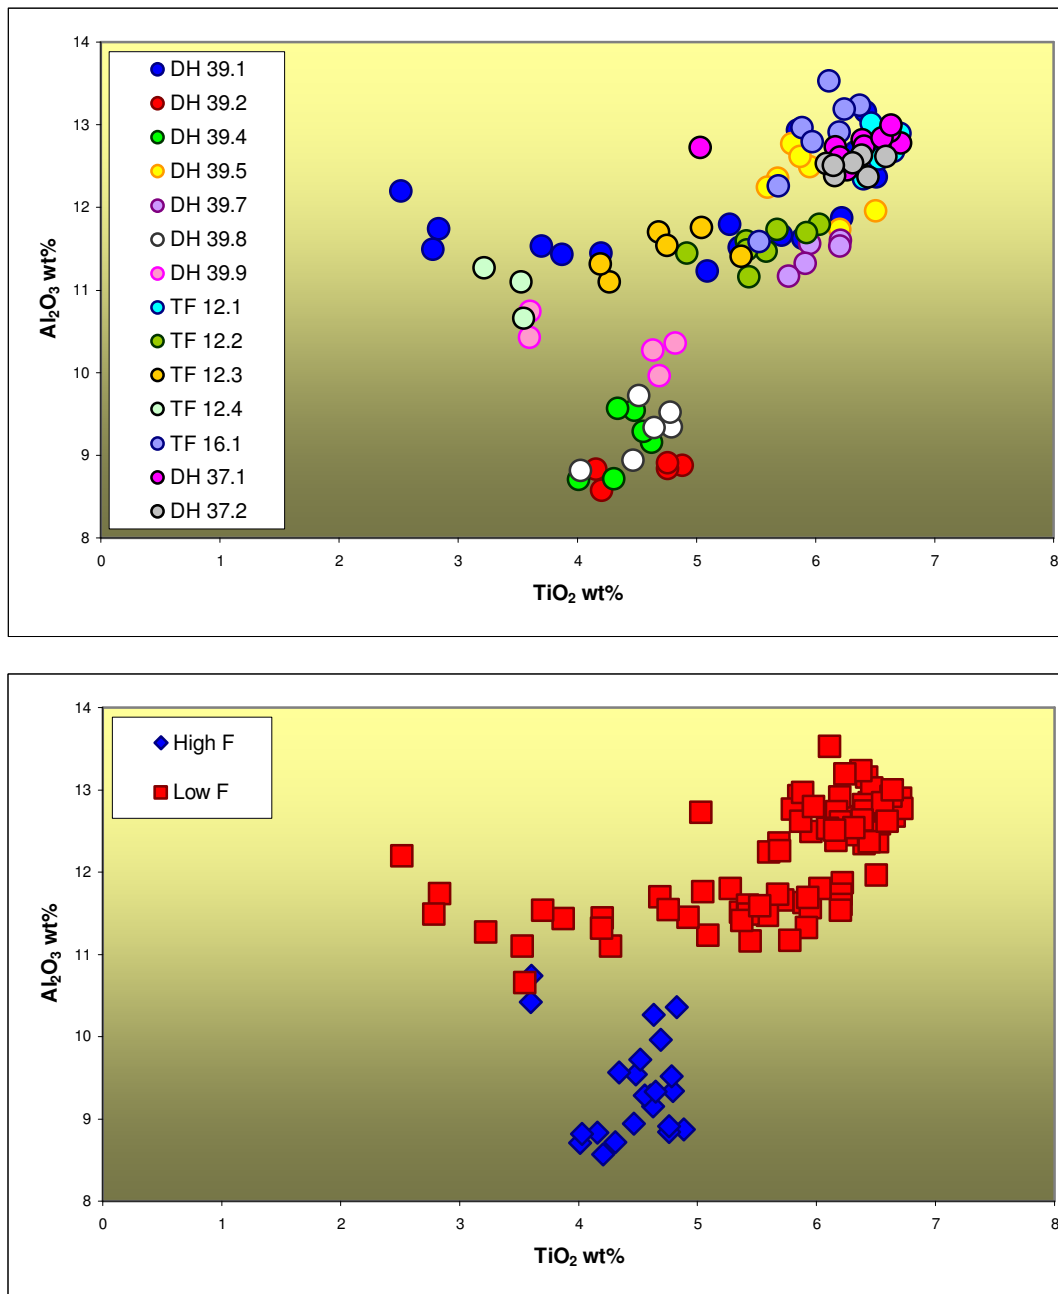 14
13
12
11
10
9
8
Al₂O₃ wt%
DH 39.1
DH 39.2
DH 39.4
DH 39.5
DH 39.7
DH 39.8
DH 39.9
TF 12.1
TF 12.2
TF 12.3
TF 12.4
TF 16.1
DH 37.1
DH 37.2
0 1 2 3 4 5 6 7 8
TiO₂ wt%
14
13
12
11
10
9
8
Al₂O₃ wt%
High F
Low F
0 1 2 3 4 5 6 7 8
TiO₂ wt%